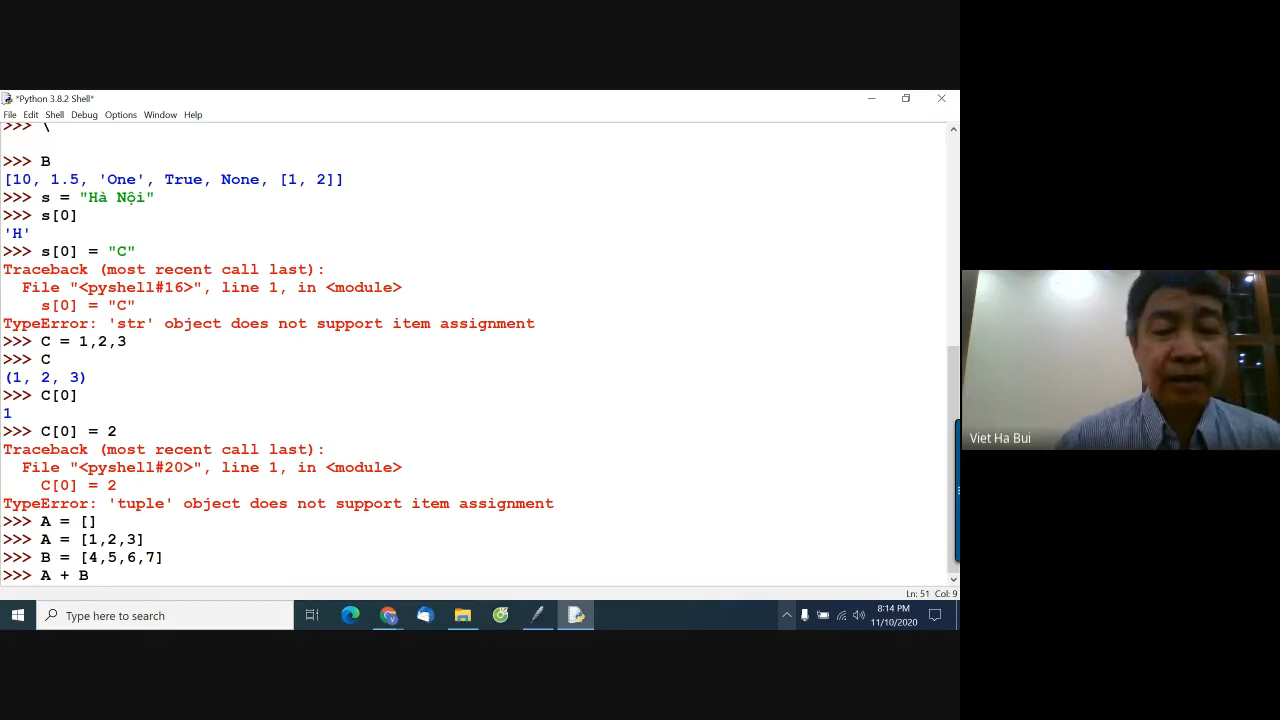 *Python 3.8.2 Shell*
File Edit Shell Debug Options Window Help
>>> \
>>> B
[10, 1.5, 'One', True, None, [1, 2]]
>>> s = "Hà Nội"
>>> s[0]
'H'
>>> s[0] = "C"
Traceback (most recent call last):
  File "<pyshell#16>", line 1, in <module>
    s[0] = "C"
TypeError: 'str' object does not support item assignment
>>> C = 1,2,3
>>> C
(1, 2, 3)
>>> C[0]
1
>>> C[0] = 2
Traceback (most recent call last):
  File "<pyshell#20>", line 1, in <module>
    C[0] = 2
TypeError: 'tuple' object does not support item assignment
>>> A = []
>>> A = [1,2,3]
>>> B = [4,5,6,7]
>>> A + B
Ln: 51 Col: 9
Viet Ha Bui
Type here to search
8:14 PM
11/10/2020